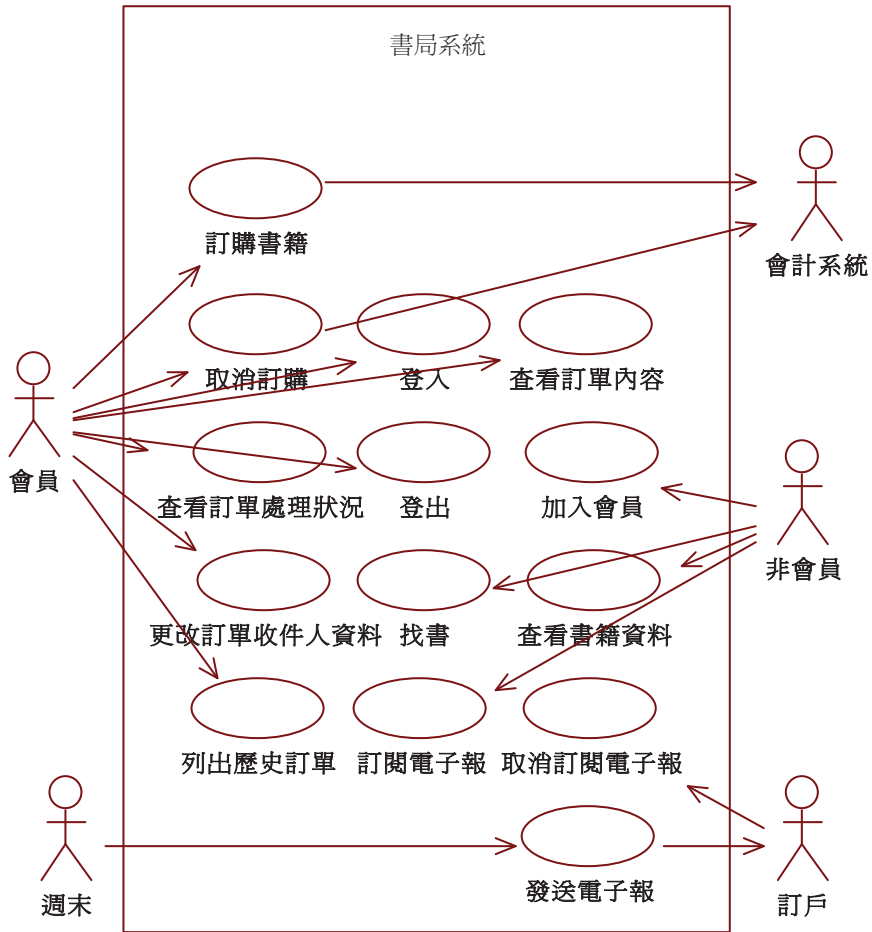 書局系統
訂購書籍
會計系統
取消訂購
登入
查看訂單內容
會員
查看訂單處理狀況
登出
加入會員
非會員
更改訂單收件人資料
找書
查看書籍資料
列出歷史訂單
訂閱電子報
取消訂閱電子報
週末
發送電子報
訂戶